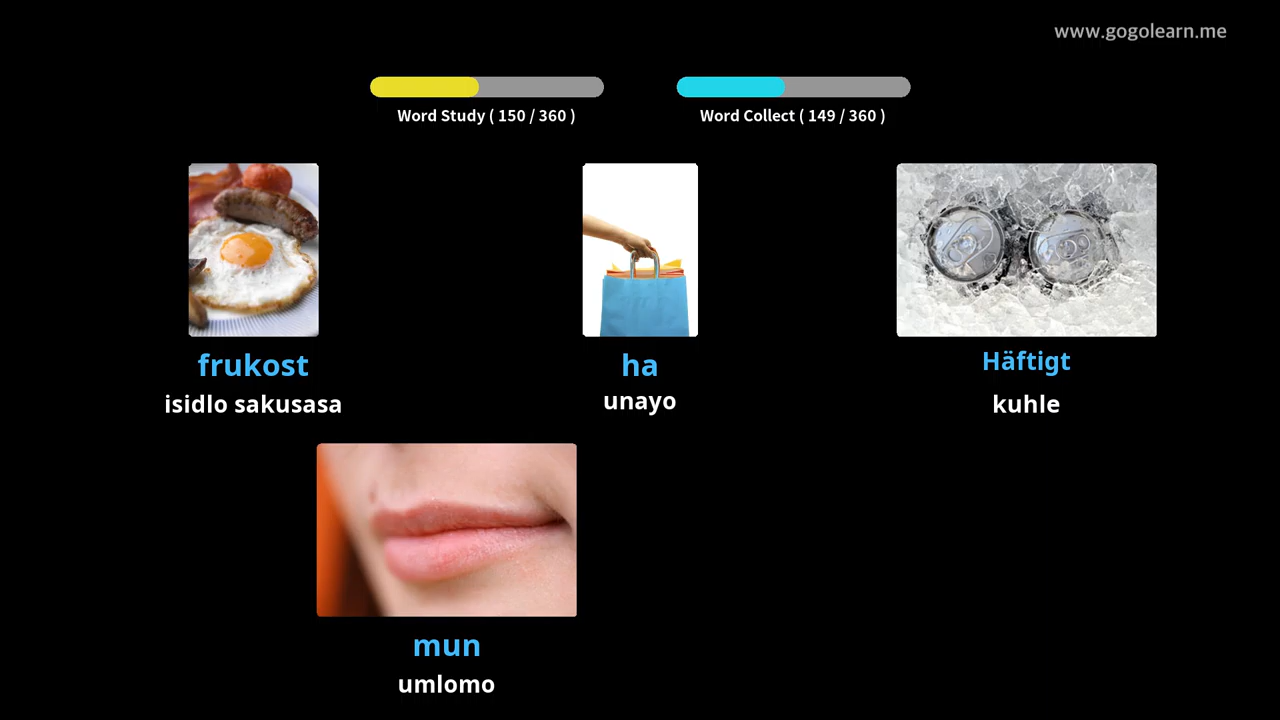 www.gogolearn.me
Word Study ( 150 / 360 )
Word Collect ( 149 / 360 )
frukost
isidlo sakusasa
ha
unayo
Häftigt
kuhle
mun
umlomo